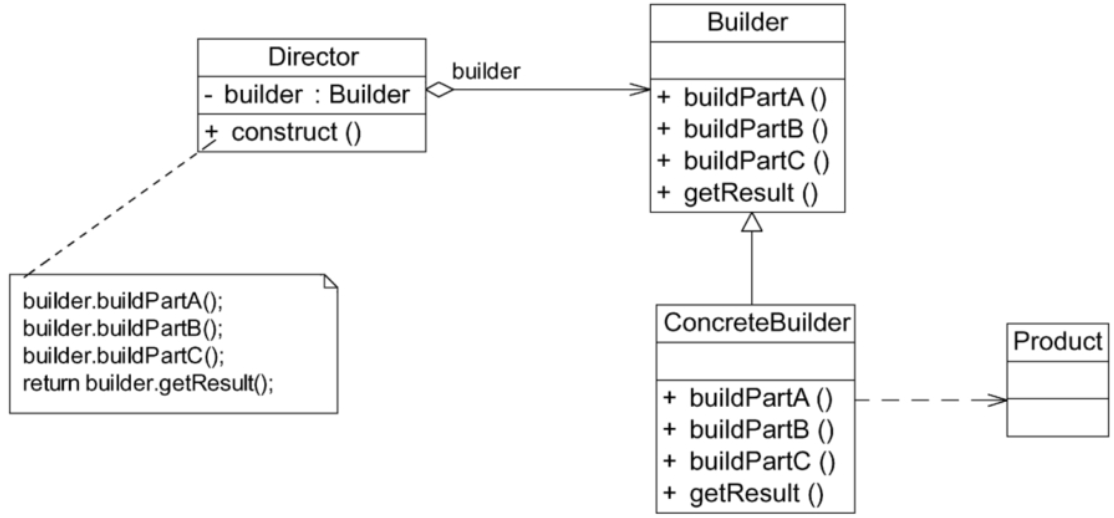 Director
- builder : Builder
+ construct ()
builder
Builder
+ buildPartA ()
+ buildPartB ()
+ buildPartC ()
+ getResult ()
builder.buildPartA();
builder.buildPartB();
builder.buildPartC();
return builder.getResult();
ConcreteBuilder
+ buildPartA ()
+ buildPartB ()
+ buildPartC ()
+ getResult ()
Product